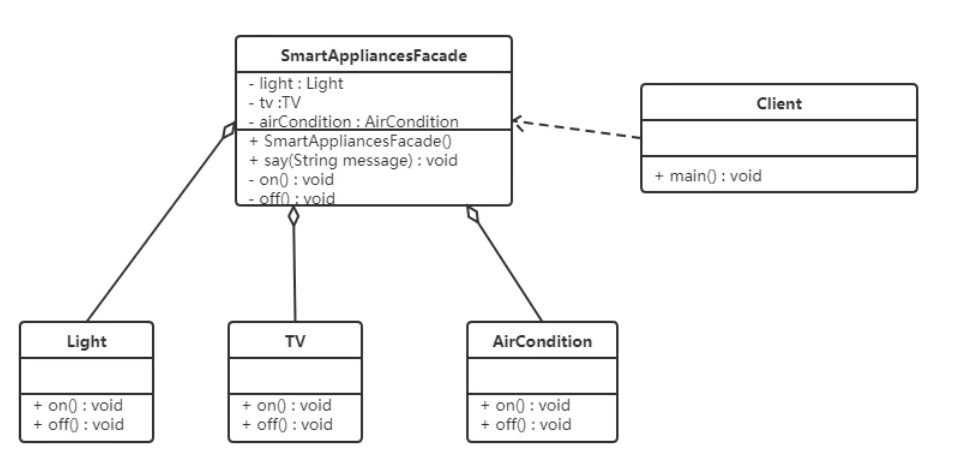 SmartAppliancesFacade
- light : Light
- tv :TV
- airCondition : AirCondition
+ SmartAppliancesFacade()
+ say(String message) : void
- on() : void
- off() : void
Client
+ main() : void
Light
+ on() : void
+ off() : void
TV
+ on() : void
+ off() : void
AirCondition
+ on() : void
+ off() : void